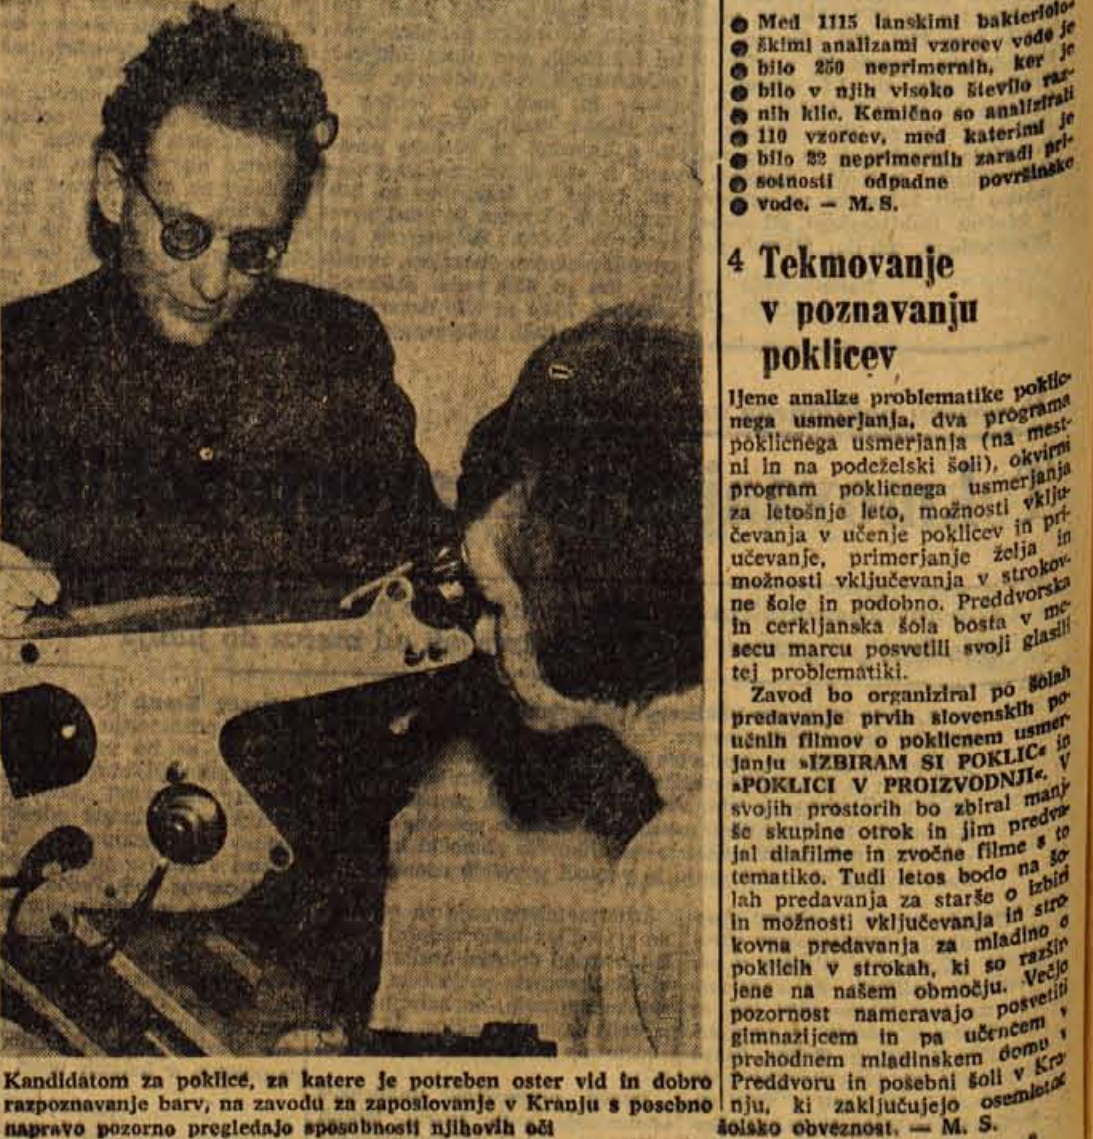 ● Med 1115 lanskimi bakteriolo-
● škimi analizami vzorcev vode je
● bilo 250 neprimernih, ker je
● bilo v njih visoko število raz-
● nih klic. Kemično so analizirali
● 110 vzorcev, med katerimi je
● bilo 22 neprimernih zaradi pri-
● sotnosti odpadne površinske
● vode. — M. S.
4 Tekmovanje
v poznavanju
poklicev
ljene analize problematike poklic-
nega usmerjanja, dva programa
poklicnega usmerjanja (na mest-
ni in na podeželski šoli), okvirni
program poklicnega usmerjanja
za letošnje leto, možnosti vklju-
čevanja v učenje poklicev in pri-
učevanje, primerjanje želja in
možnosti vključevanja v strokov-
ne šole in podobno. Preddvorska
in cerkljanska šola bosta v me-
secu marcu posvetili svoji glasili
tej problematiki.
Zavod bo organiziral po šolah
predavanje prvih slovenskih po-
učnih filmov o poklicnem usmer-
janju »IZBIRAM SI POKLIC« in
»POKLICI V PROIZVODNJI«. V
svojih prostorih bo zbiral manj-
še skupine otrok in jim predva-
jal diafilme in zvočne filme s to
tematiko. Tudi letos bodo na šo-
lah predavanja za starše o izbiri
in možnosti vključevanja in stro-
kovna predavanja za mladino o
poklicih v strokah, ki so razšir-
jene na našem območju. Večjo
pozornost nameravajo posvetiti
gimnazijcem in pa učencem v
prehodnem mladinskem domu v
Preddvoru in posebni šoli v Kra-
nju, ki zaključujejo osemletno
šolsko obveznost. — M. S.
Kandidatom za poklice, za katere je potreben oster vid in dobro
razpoznavanje barv, na zavodu za zaposlovanje v Kranju s posebno
napravo pozorno pregledajo sposobnosti njihovih oči